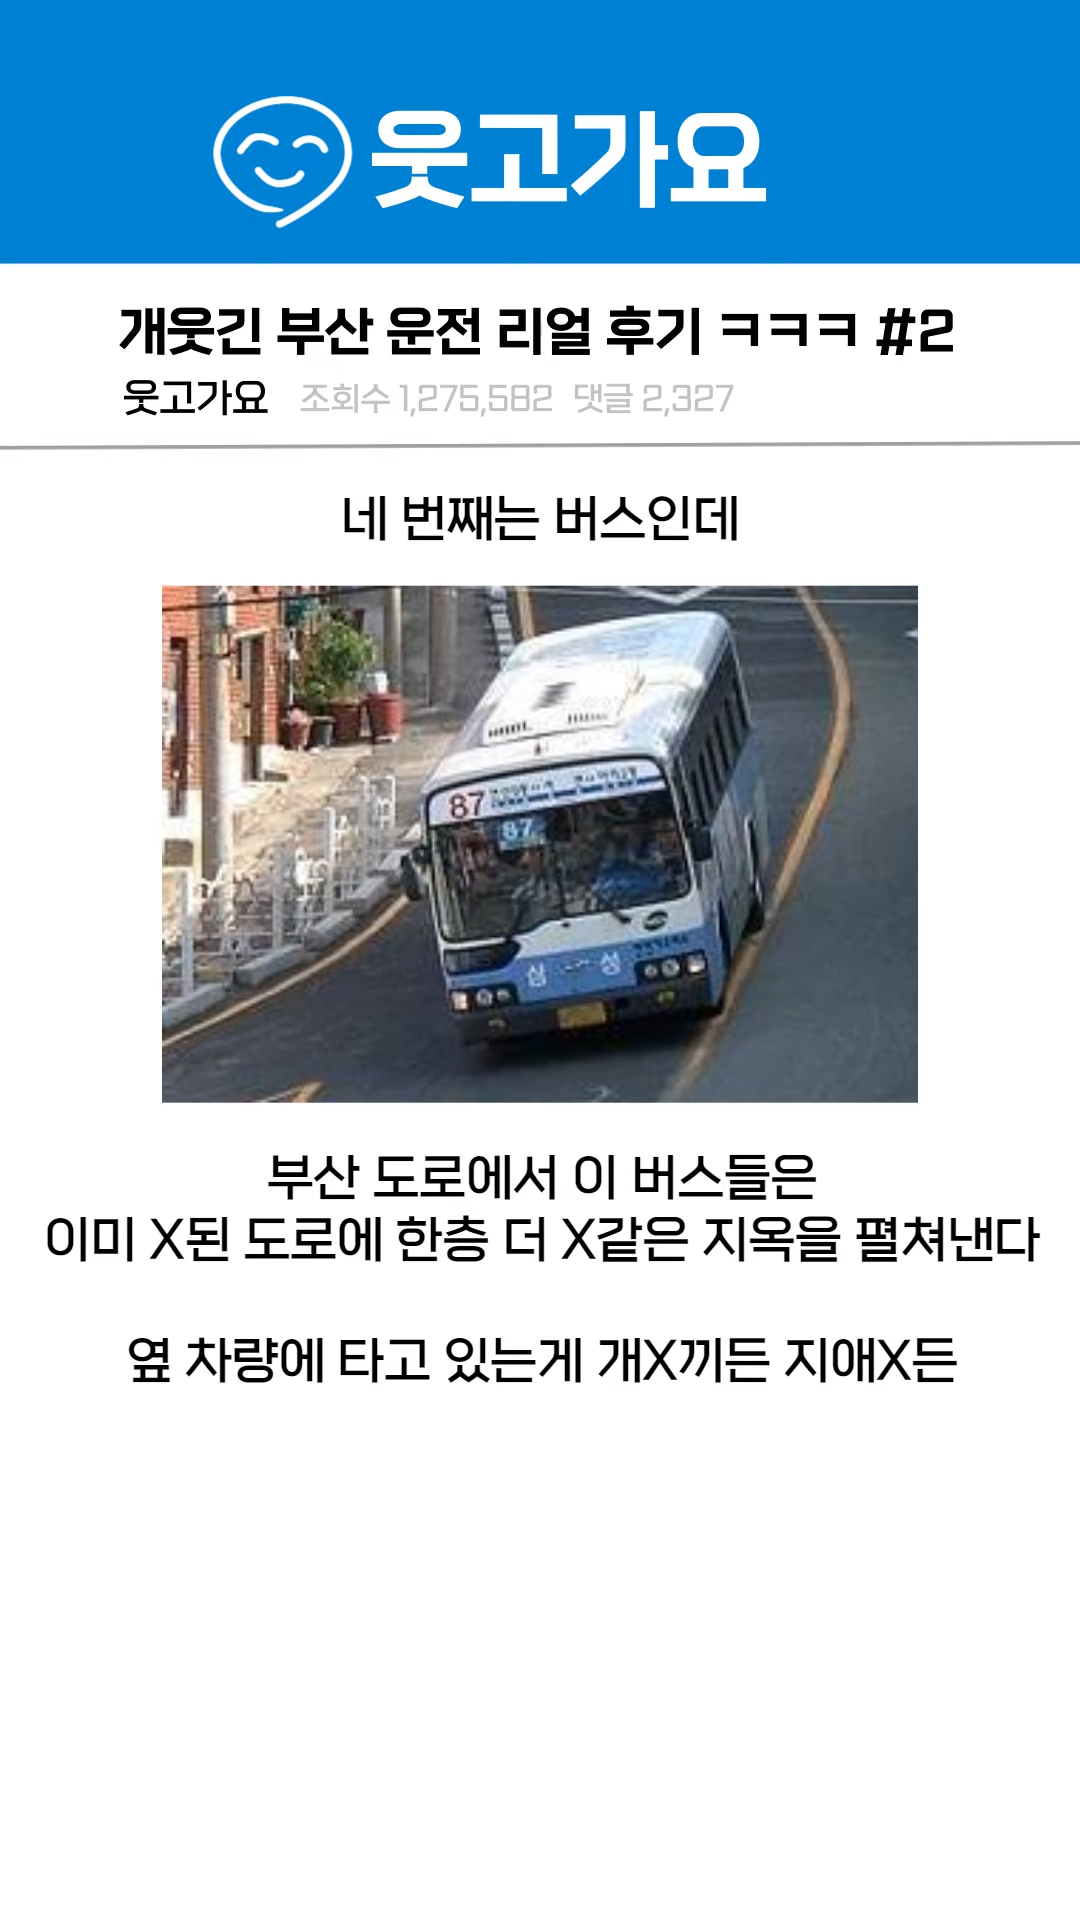 웃고가요
개웃긴 부산 운전 리얼 후기 ㅋㅋㅋ #2
웃고가요 조회수 1,275,582 댓글 2,327
네 번째는 버스인데
87
87
삼성
부산 도로에서 이 버스들은
이미 X된 도로에 한층 더 X같은 지옥을 펼쳐낸다
옆 차량에 타고 있는게 개X끼든 지애X든